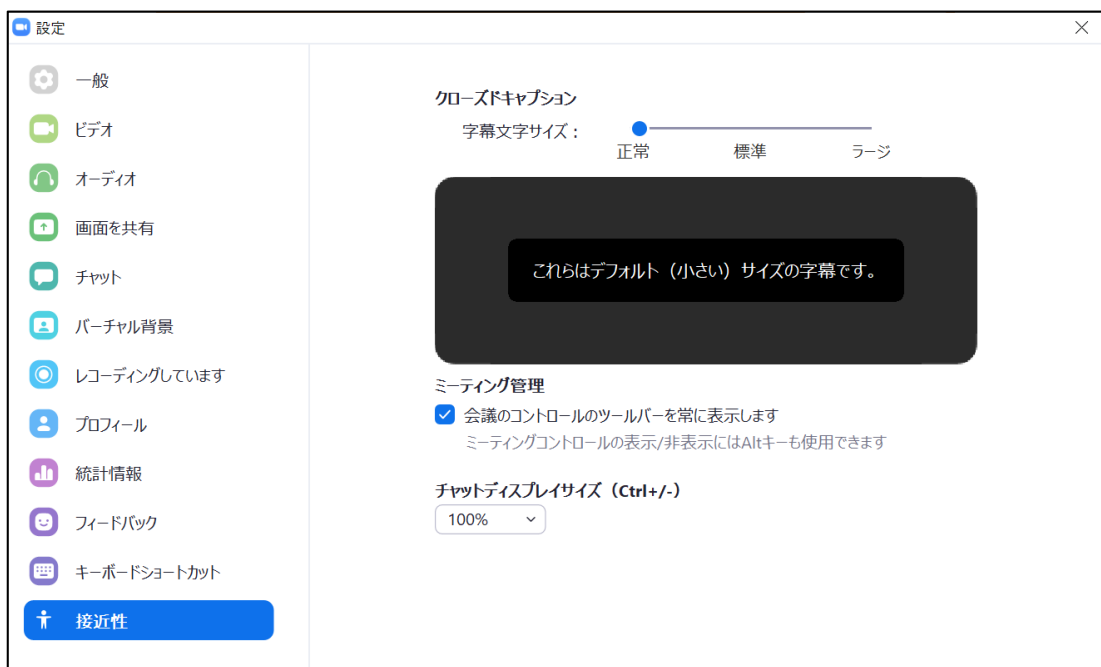 設定
一般
ビデオ
オーディオ
画面を共有
チャット
バーチャル背景
レコーディングしています
プロフィール
統計情報
フィードバック
キーボードショートカット
接近性
クローズドキャプション
字幕文字サイズ：
正常 標準 ラージ
これらはデフォルト（小さい）サイズの字幕です。
ミーティング管理
会議のコントロールのツールバーを常に表示します
ミーティングコントロールの表示/非表示にはAltキーも使用できます
チャットディスプレイサイズ（Ctrl+/-）
100%